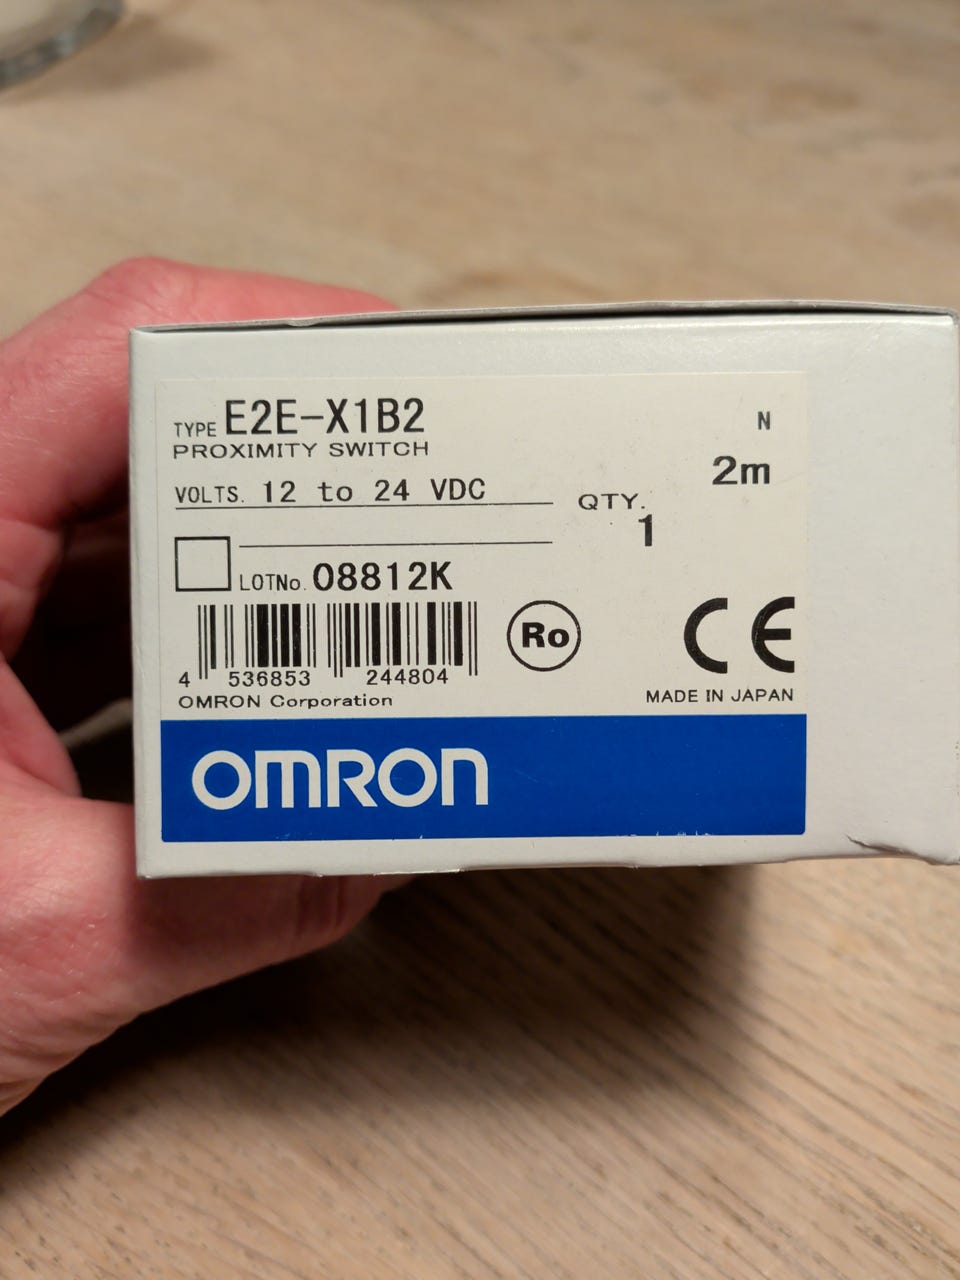 TYPE E2E-X1B2
N
PROXIMITY SWITCH
2m
VOLTS. 12 to 24 VDC
QTY.
1
LOTNo. 08812K
Ro
CE
4 536853 244804
OMRON Corporation
MADE IN JAPAN
OMRON